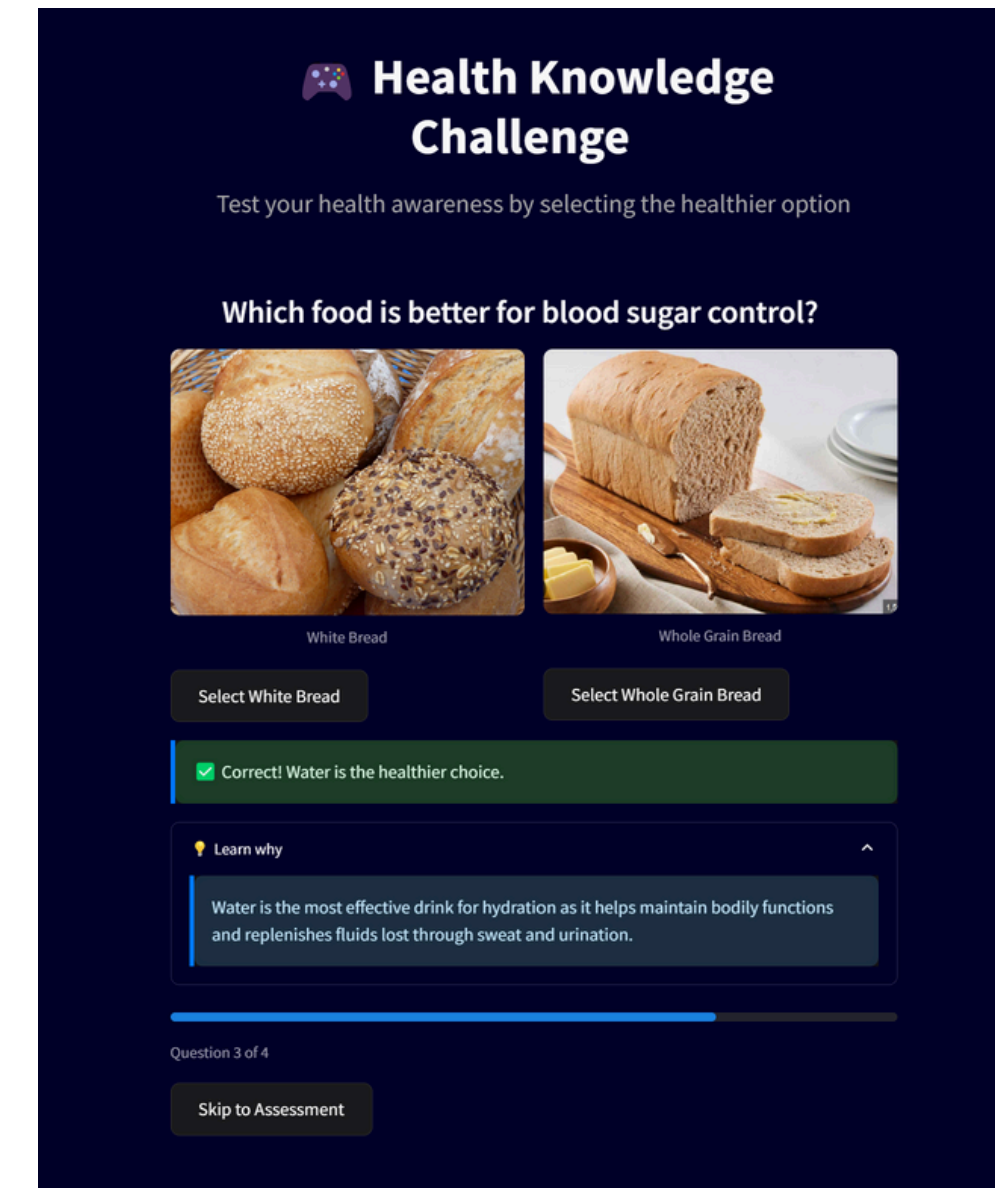 🎮 Health Knowledge
Challenge
Test your health awareness by selecting the healthier option
Which food is better for blood sugar control?
White Bread
Whole Grain Bread
Select White Bread
Select Whole Grain Bread
✅ Correct! Water is the healthier choice.
💡 Learn why
Water is the most effective drink for hydration as it helps maintain bodily functions
and replenishes fluids lost through sweat and urination.
Question 3 of 4
Skip to Assessment